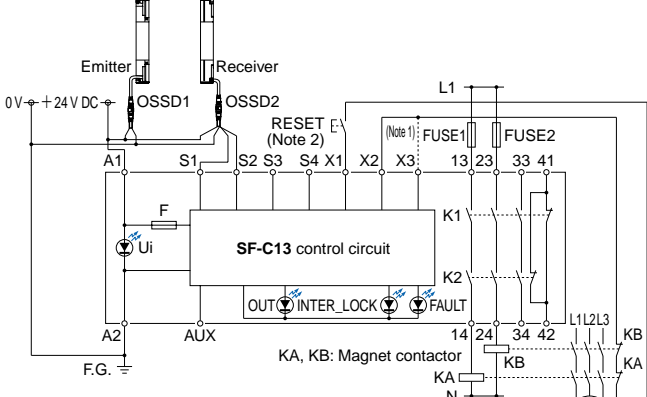 Emitter
Receiver
0 V
+24 V DC
OSSD1
OSSD2
L1
RESET
(Note 2)
(Note 1)
FUSE1
FUSE2
A1
S1
S2
S3
S4
X1
X2
X3
13
23
33
41
F
K1
Ui
SF-C13 control circuit
K2
OUT
INTER_LOCK
FAULT
L1
L2
L3
A2
AUX
14
24
34
42
KB
KA, KB: Magnet contactor
KB
KA
F.G.
KA
N